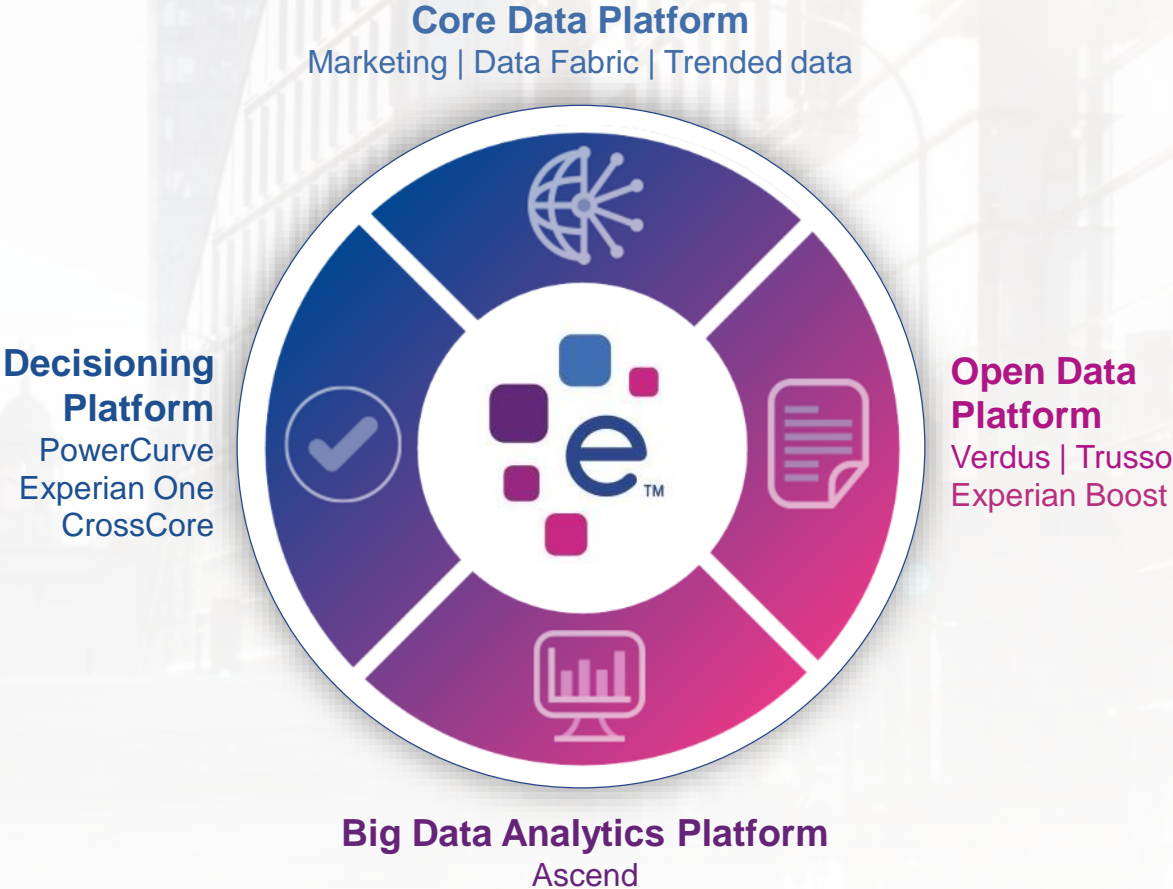 Core Data Platform
Marketing | Data Fabric | Trended data
Decisioning
Platform
PowerCurve
Experian One
CrossCore
e
TM
Open Data
Platform
Verdus | Trusso
Experian Boost
Big Data Analytics Platform
Ascend